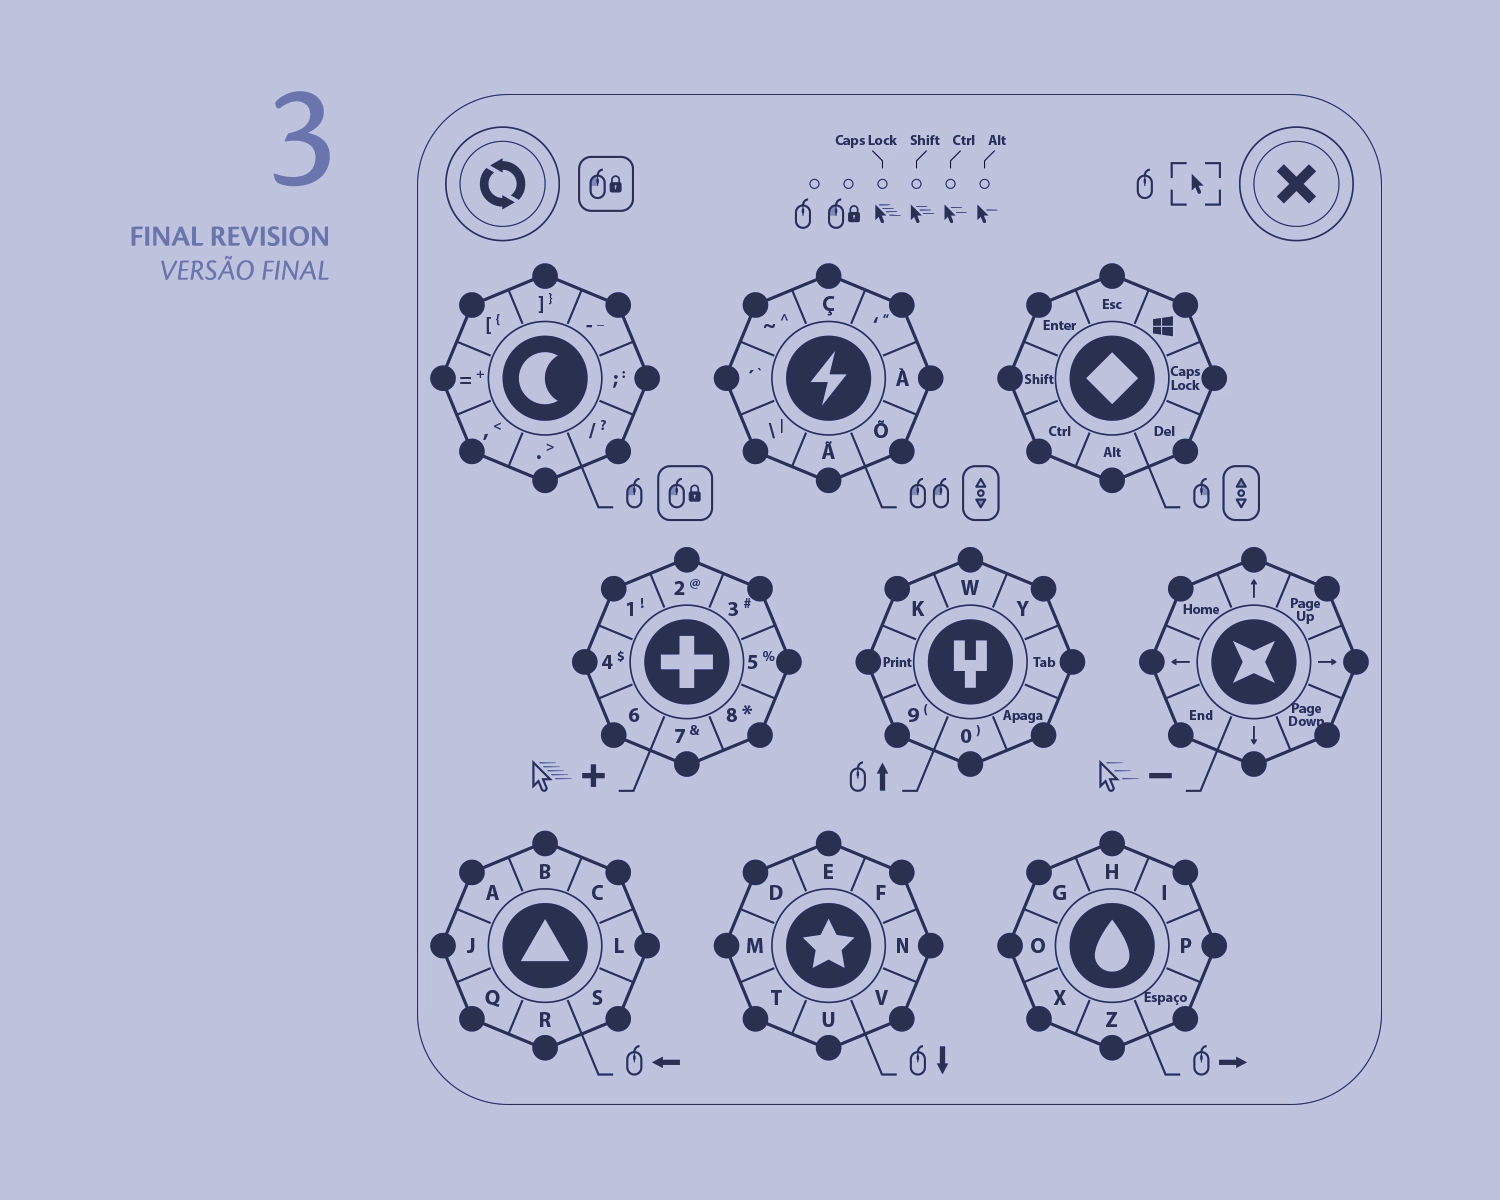 3
FINAL REVISION
VERSÃO FINAL
Caps Lock Shift Ctrl Alt
] }
[ { - _
= + ; :
, < / ?
. >
Ç
~ ^ ‘ “
´ ` À
\ | Õ
Ã
Esc
Enter
Shift Caps
Lock
Ctrl Del
Alt
2 @
1 ! 3 #
4 $ 5 %
6 8 *
7 &
W
K Y
Print Tab
9 ( Apaga
0 )
↑
Home Page
Up
← →
End Page
Down
↓
B
A C
J L
Q S
R
E
D F
M N
T V
U
H
G I
O P
X Espaço
Z